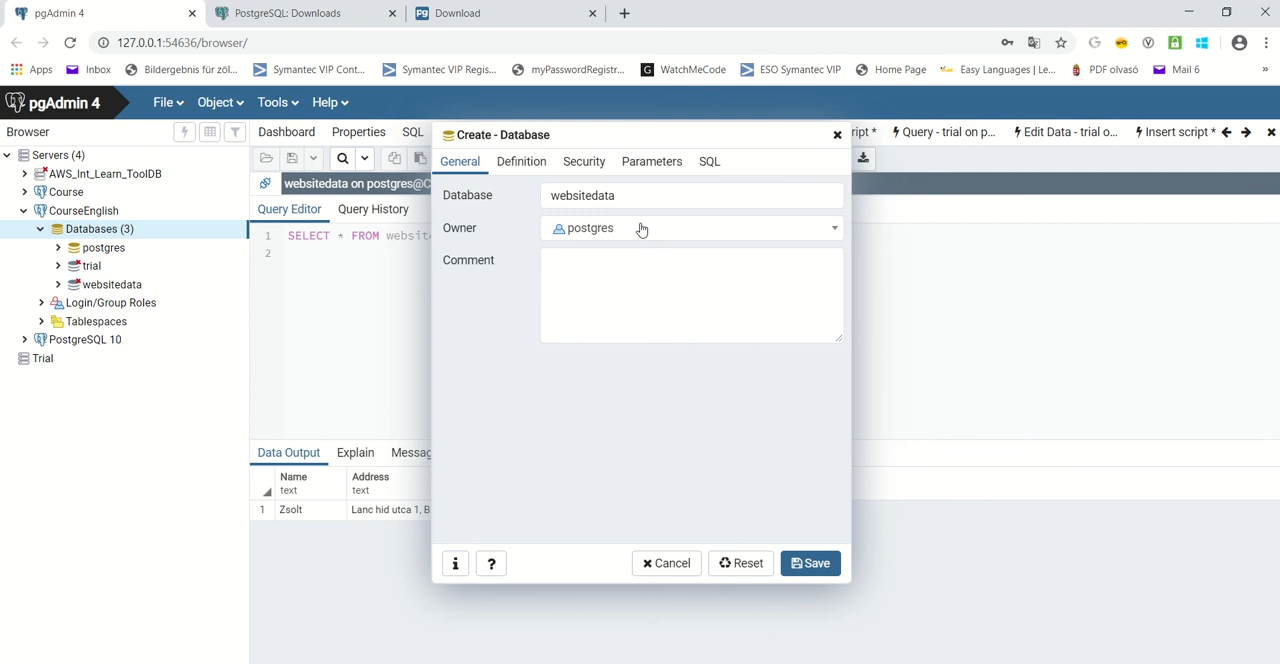 pgAdmin 4
PostgreSQL: Downloads
Download
127.0.0.1:54636/browser/
Apps
Inbox
Bildergebnis für zöl...
Symantec VIP Cont...
Symantec VIP Regis...
myPasswordRegistr...
WatchMeCode
ESO Symantec VIP
Home Page
Easy Languages | Le...
PDF olvasó
Mail 6
»
pgAdmin 4
File
Object
Tools
Help
Browser
Dashboard
Properties
SQL
ript *
Query - trial on p...
Edit Data - trial o...
Insert script *
Servers (4)
AWS_Int_Learn_ToolDB
Course
CourseEnglish
Databases (3)
postgres
trial
websitedata
Login/Group Roles
Tablespaces
PostgreSQL 10
Trial
websitedata on postgres@C
Query Editor
Query History
1 SELECT * FROM website
2
Data Output
Explain
Messag
Name
text
Address
text
1 Zsolt Lanc hid utca 1, B
Create - Database
General
Definition
Security
Parameters
SQL
Database
websitedata
Owner
postgres
Comment
i
?
Cancel
Reset
Save